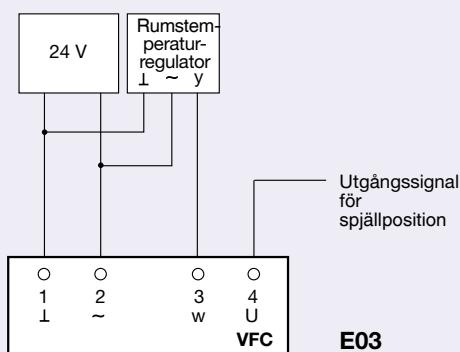 24 V
Rumstem-
peratur-
regulator
⊥ ~ y
Utgångssignal
för
spjällposition
1 2 3 4
⊥ ~ w U
VFC
E03